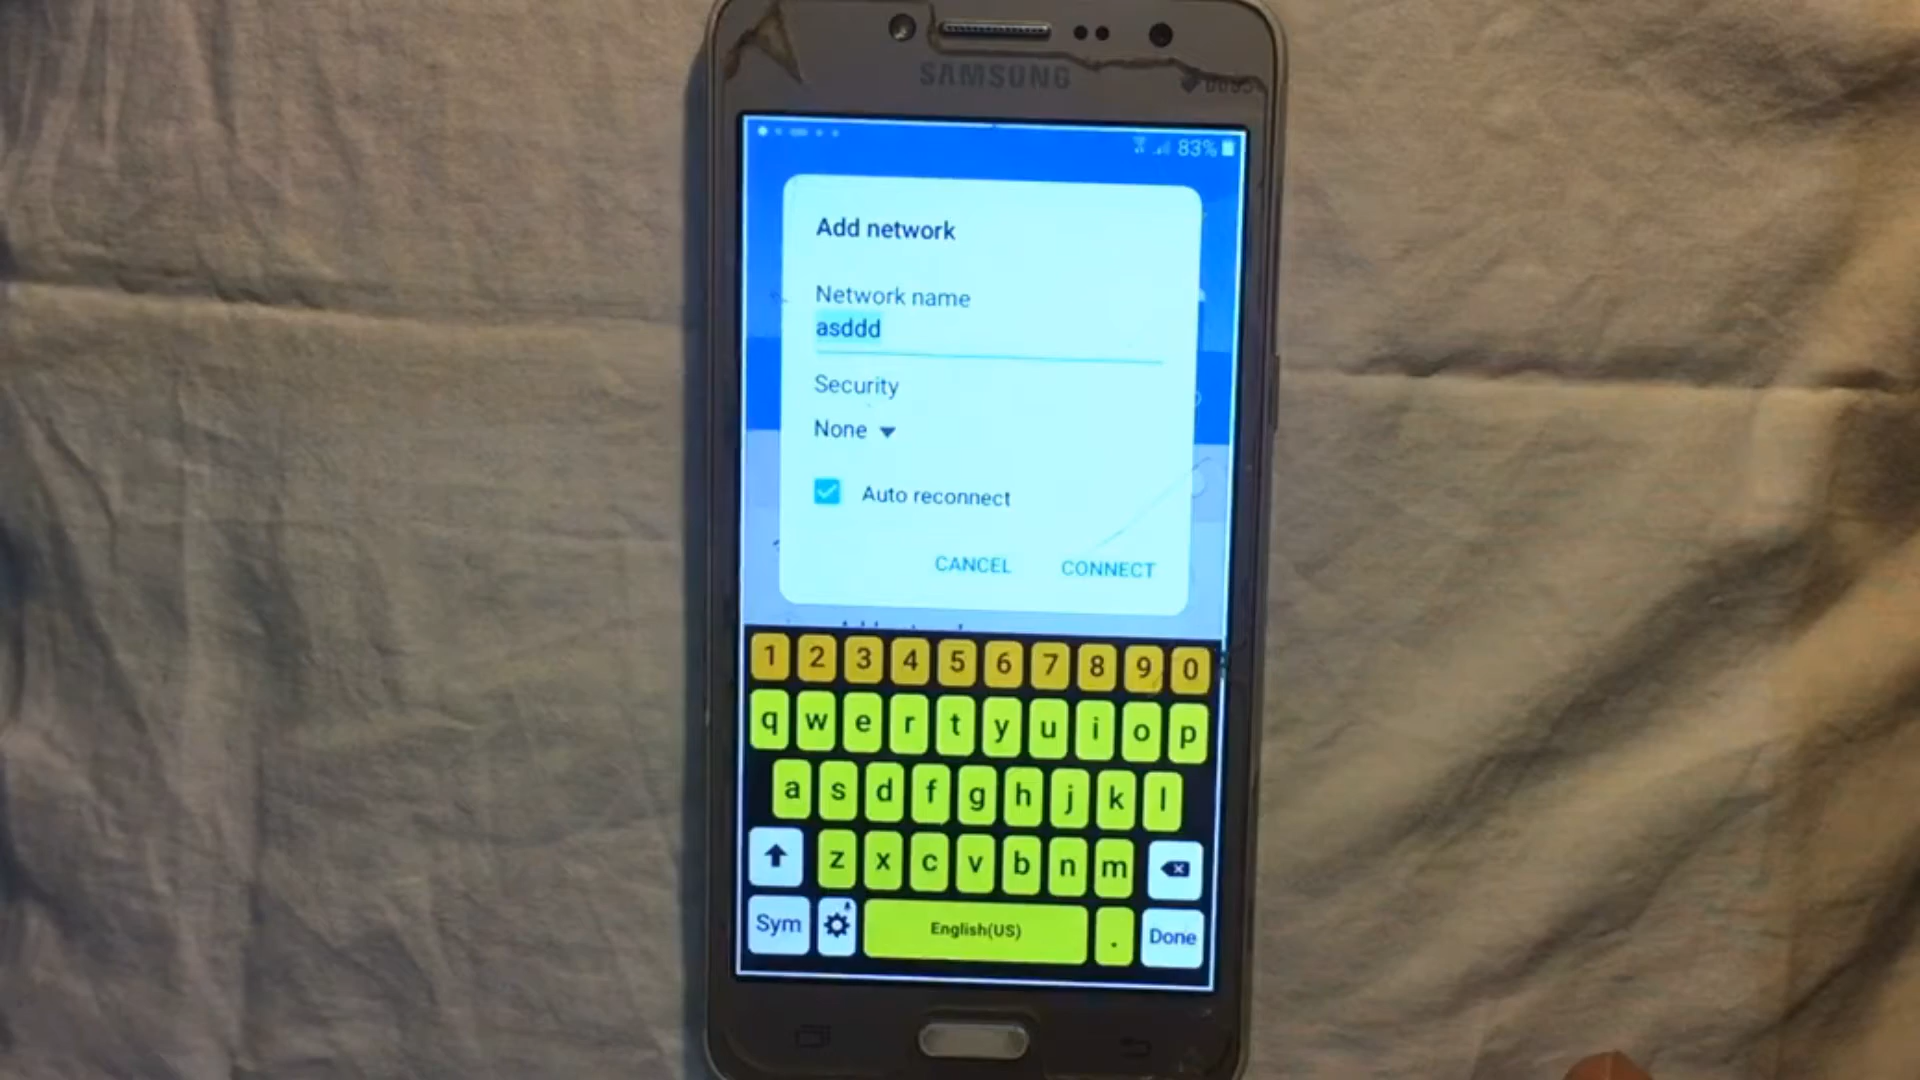 SAMSUNG
83%
Add network
Network name
asddd
Security
None
Auto reconnect
CANCEL CONNECT
1 2 3 4 5 6 7 8 9 0
q w e r t y u i o p
a s d f g h j k l
z x c v b n m
Sym English(US) . Done